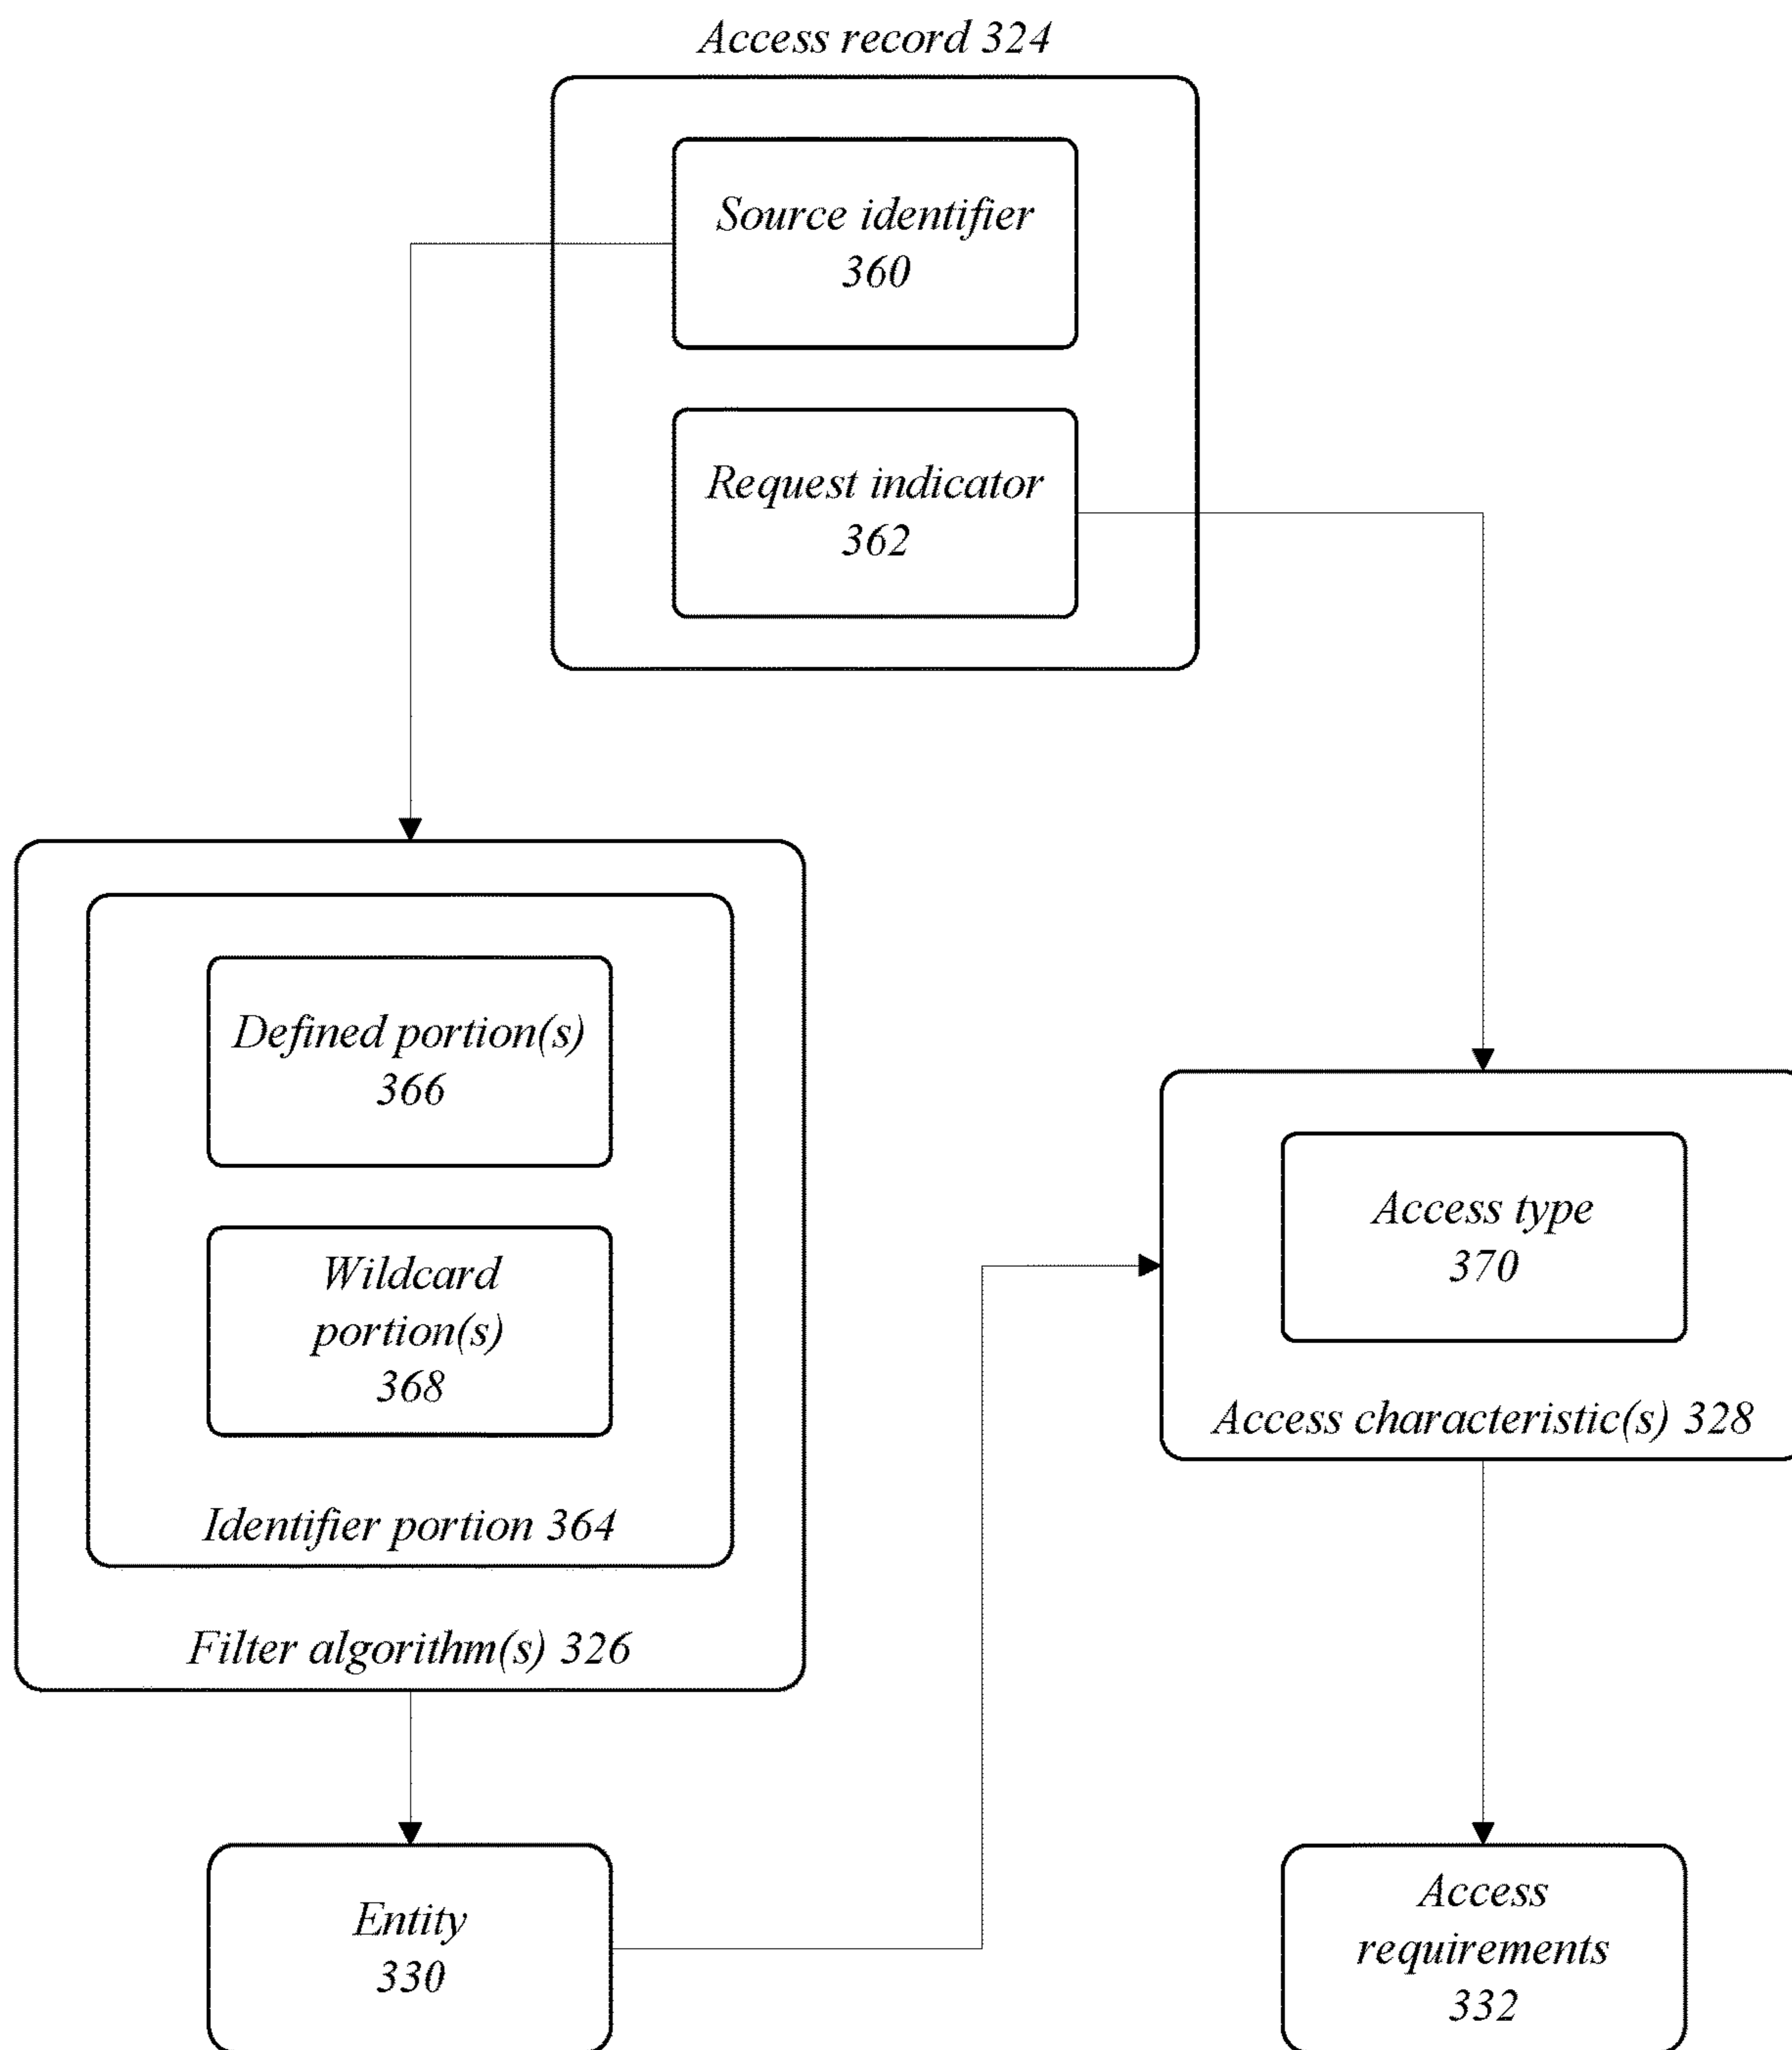 Access record 324
Source identifier
360
Request indicator
362
Defined portion(s)
366
Wildcard
portion(s)
368
Identifier portion 364
Filter algorithm(s) 326
Entity
330
Access type
370
Access characteristic(s) 328
Access
requirements
332